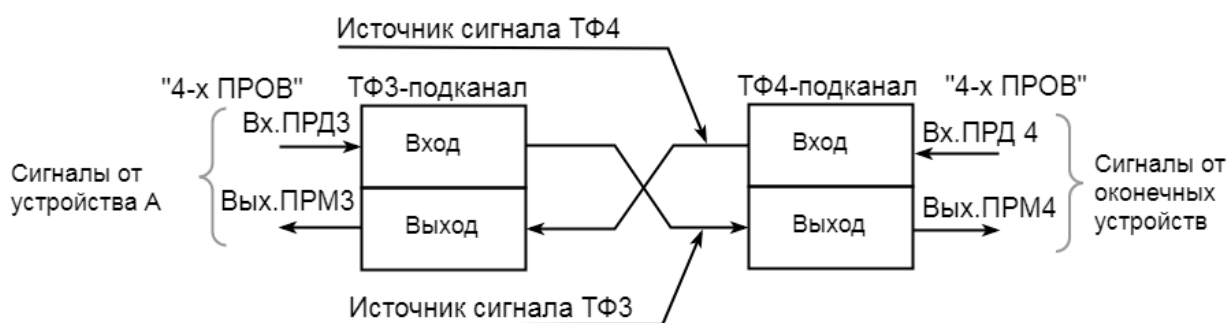 Источник сигнала ТФ4
"4-х ПРОВ"
ТФ3-подканал
ТФ4-подканал
"4-х ПРОВ"
Вх.ПРД3
Вход
Вход
Вх.ПРД 4
Сигналы от
устройства А
Сигналы от
оконечных
устройств
Вых.ПРМ3
Выход
Выход
Вых.ПРМ4
Источник сигнала ТФ3